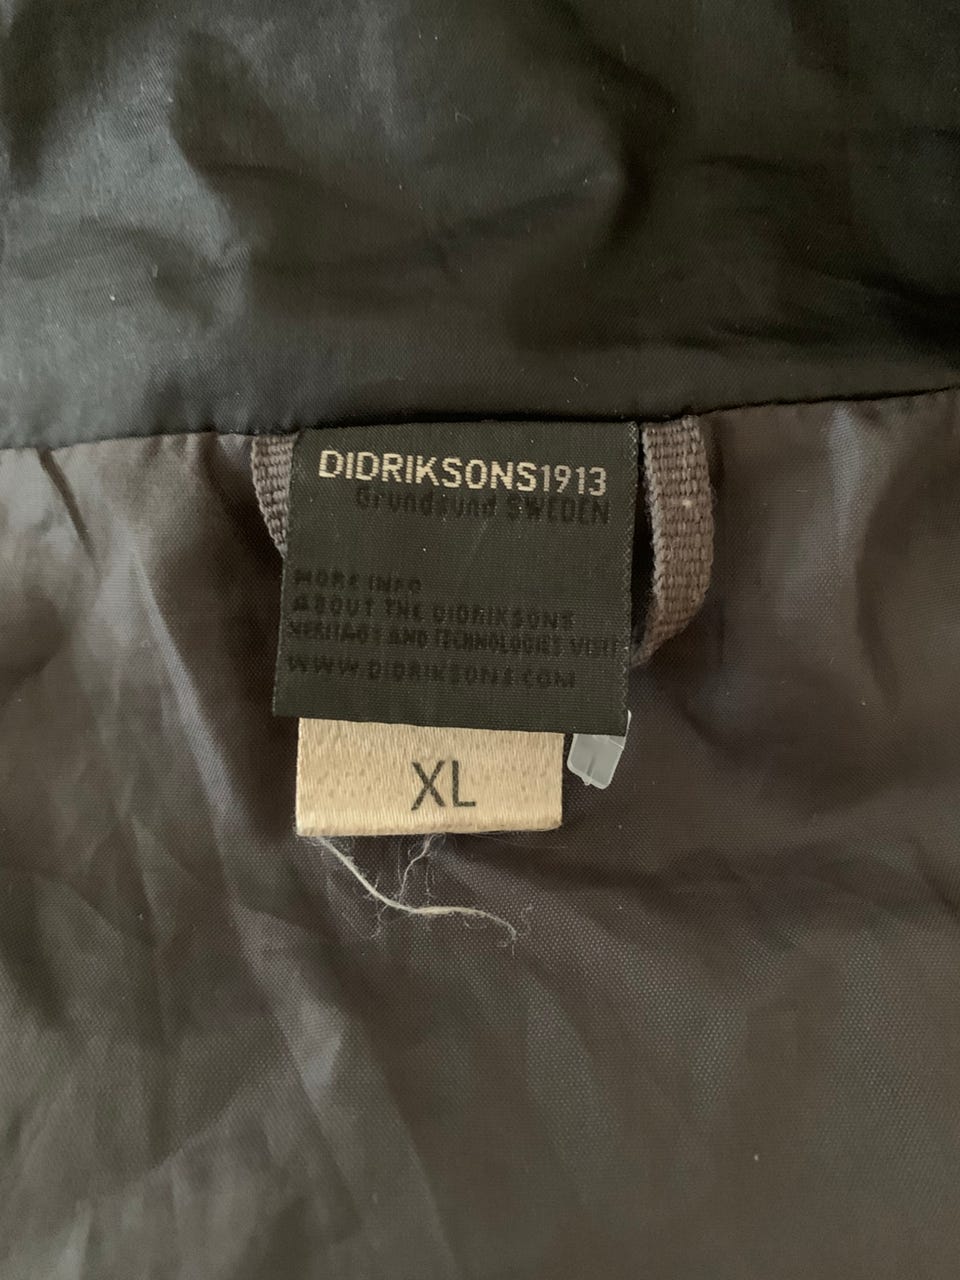 DIDRIKSONS1913
Grundsund SWEDEN
MORE INFO
ABOUT THE DIDRIKSONS
HERITAGE AND TECHNOLOGIES VISIT
WWW.DIDRIKSONS.COM
XL